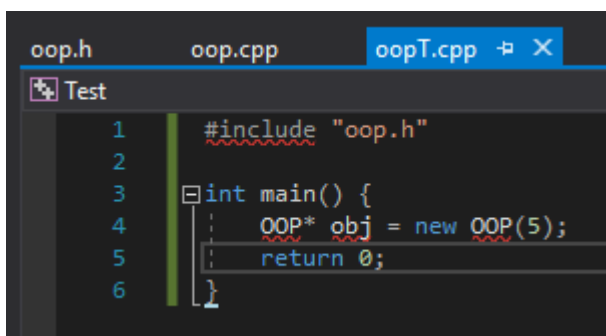 oop.h oop.cpp oopT.cpp
Test
1 #include "oop.h"
2
3 int main() {
4 OOP* obj = new OOP(5);
5 return 0;
6 }